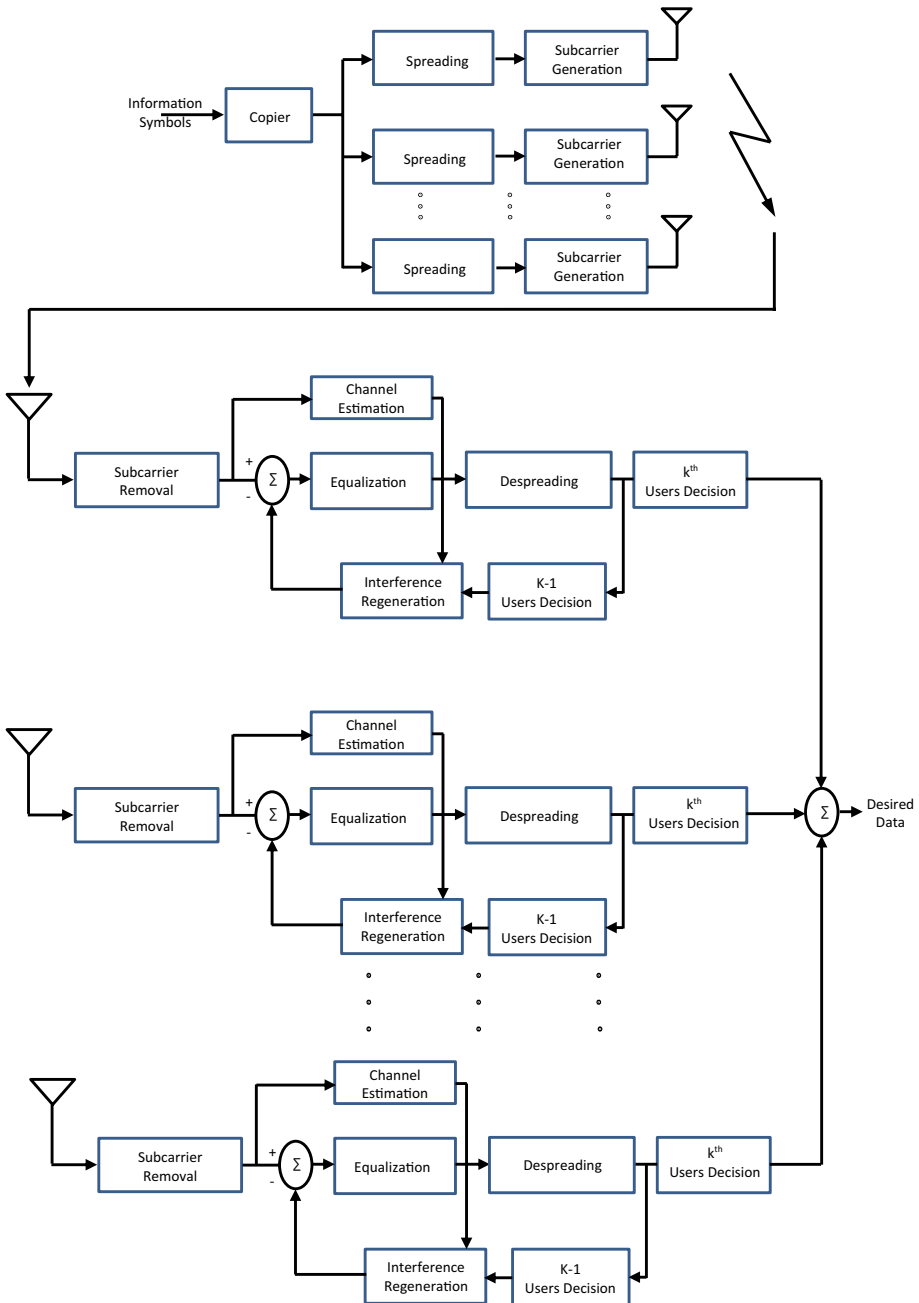 Information
Symbols
Copier
Spreading
Subcarrier
Generation
Spreading
Subcarrier
Generation
Spreading
Subcarrier
Generation
Channel
Estimation
Subcarrier
Removal
+
-
Σ
Equalization
Despreading
kth
Users Decision
Interference
Regeneration
K-1
Users Decision
Channel
Estimation
Subcarrier
Removal
+
-
Σ
Equalization
Despreading
kth
Users Decision
Σ
Desired
Data
Interference
Regeneration
K-1
Users Decision
Channel
Estimation
Subcarrier
Removal
+
-
Σ
Equalization
Despreading
kth
Users Decision
Interference
Regeneration
K-1
Users Decision